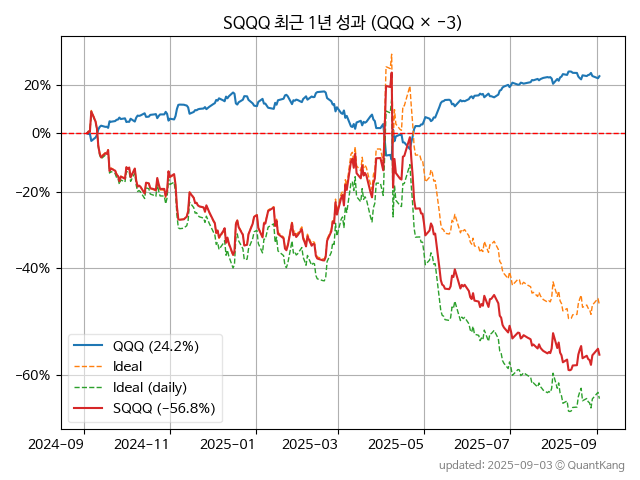 SQQQ 최근 1년 성과 (QQQ × −3)
20%
0%
−20%
−40%
−60%
QQQ (24.2%)
Ideal
Ideal (daily)
SQQQ (−56.8%)
2024-09 2024-11 2025-01 2025-03 2025-05 2025-07 2025-09
updated: 2025-09-03 © QuantKang